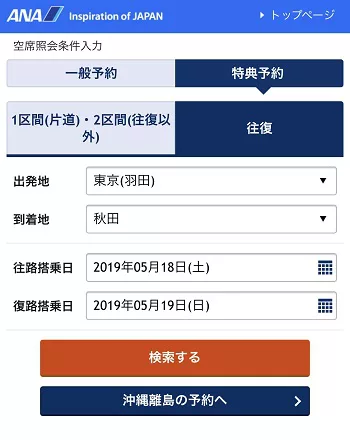 ANA Inspiration of JAPAN
トップページ
空席照会条件入力
一般予約 特典予約
1区間(片道)・2区間(往復以
外)
往復
出発地 東京(羽田)
到着地 秋田
往路搭乗日 2019年05月18日(土)
復路搭乗日 2019年05月19日(日)
検索する
沖縄離島の予約へ